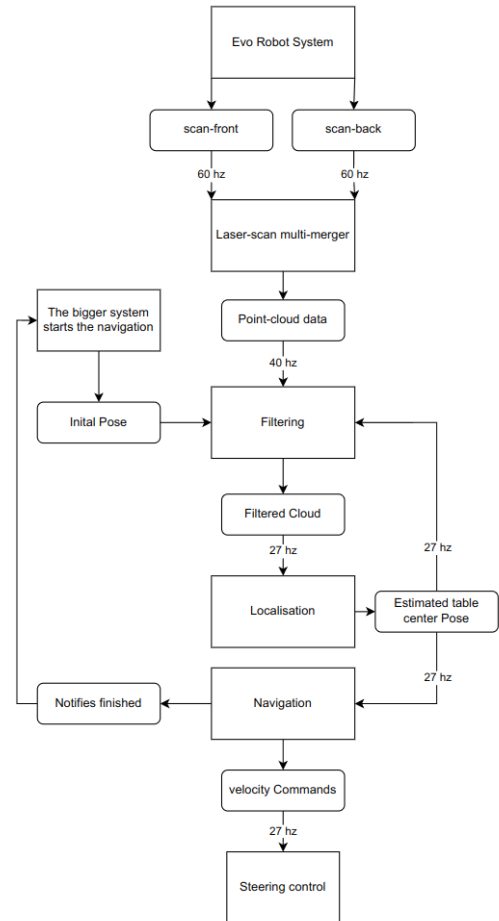 Evo Robot System
scan-front
scan-back
60 hz
60 hz
Laser-scan multi-merger
The bigger system
starts the navigation
Point-cloud data
40 hz
Inital Pose
Filtering
Filtered Cloud
27 hz
27 hz
Localisation
Estimated table
center Pose
27 hz
Notifies finished
Navigation
velocity Commands
27 hz
Steering control